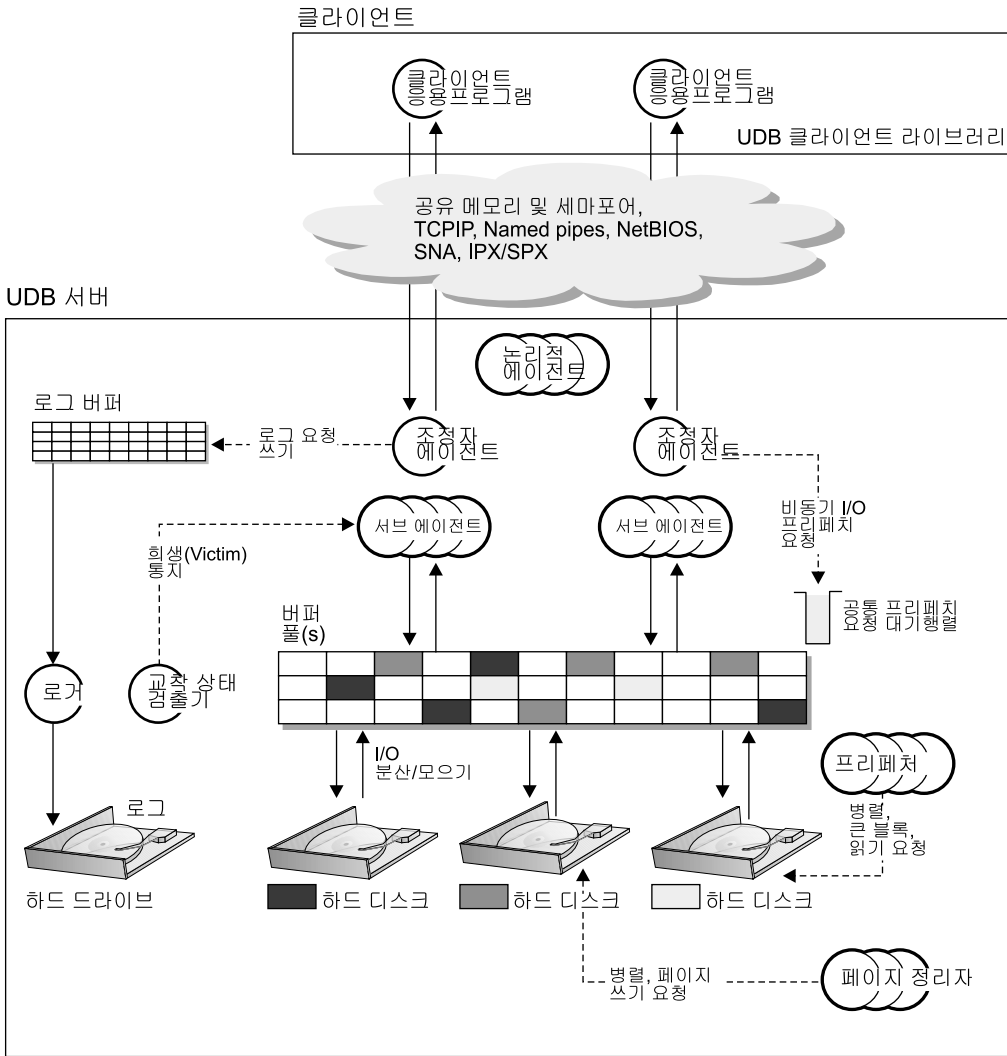 클라이언트
클라이언트
응용프로그램
클라이언트
응용프로그램
UDB 클라이언트 라이브러리
공유 메모리 및 세마포어,
TCPIP, Named pipes, NetBIOS,
SNA, IPX/SPX
UDB 서버
논리적
에이전트
로그 버퍼
로그 요청
쓰기
조정자
에이전트
조정자
에이전트
서브 에이전트
서브 에이전트
비동기 I/O
프리페치
요청
희생(Victim)
통지
버퍼
풀(s)
공통 프리페치
요청 대기행렬
로거
교착 상태
검출기
I/O
분산/모으기
프리페처
로그
병렬,
큰 블록,
읽기 요청
하드 드라이브
하드 디스크
하드 디스크
하드 디스크
병렬, 페이지
쓰기 요청
페이지 정리자